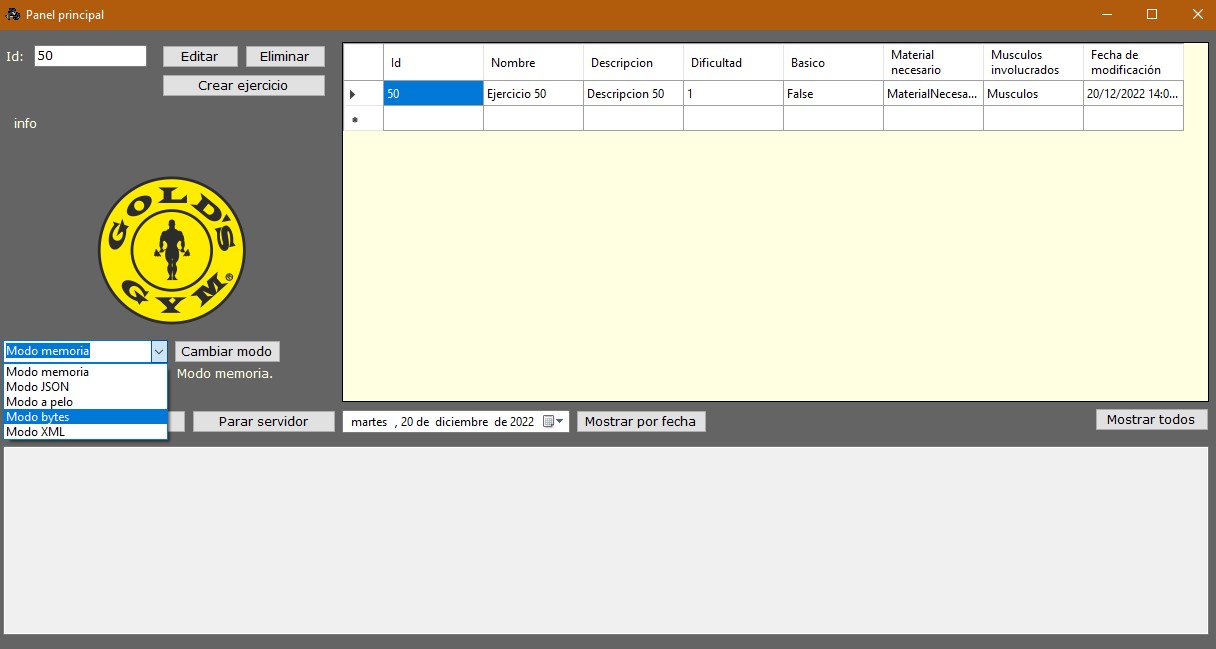 Panel principal
Id: 50 Editar Eliminar
Crear ejercicio
info
GOLD'S
GYM®
Id Nombre Descripcion Dificultad Basico Material necesario Musculos involucrados Fecha de modificación
50 Ejercicio 50 Descripcion 50 1 False MaterialNecesa... Musculos 20/12/2022 14:0...
Modo memoria Cambiar modo
Modo memoria.
Modo memoria
Modo JSON
Modo a pelo
Modo bytes
Modo XML
Parar servidor martes , 20 de diciembre de 2022 Mostrar por fecha Mostrar todos